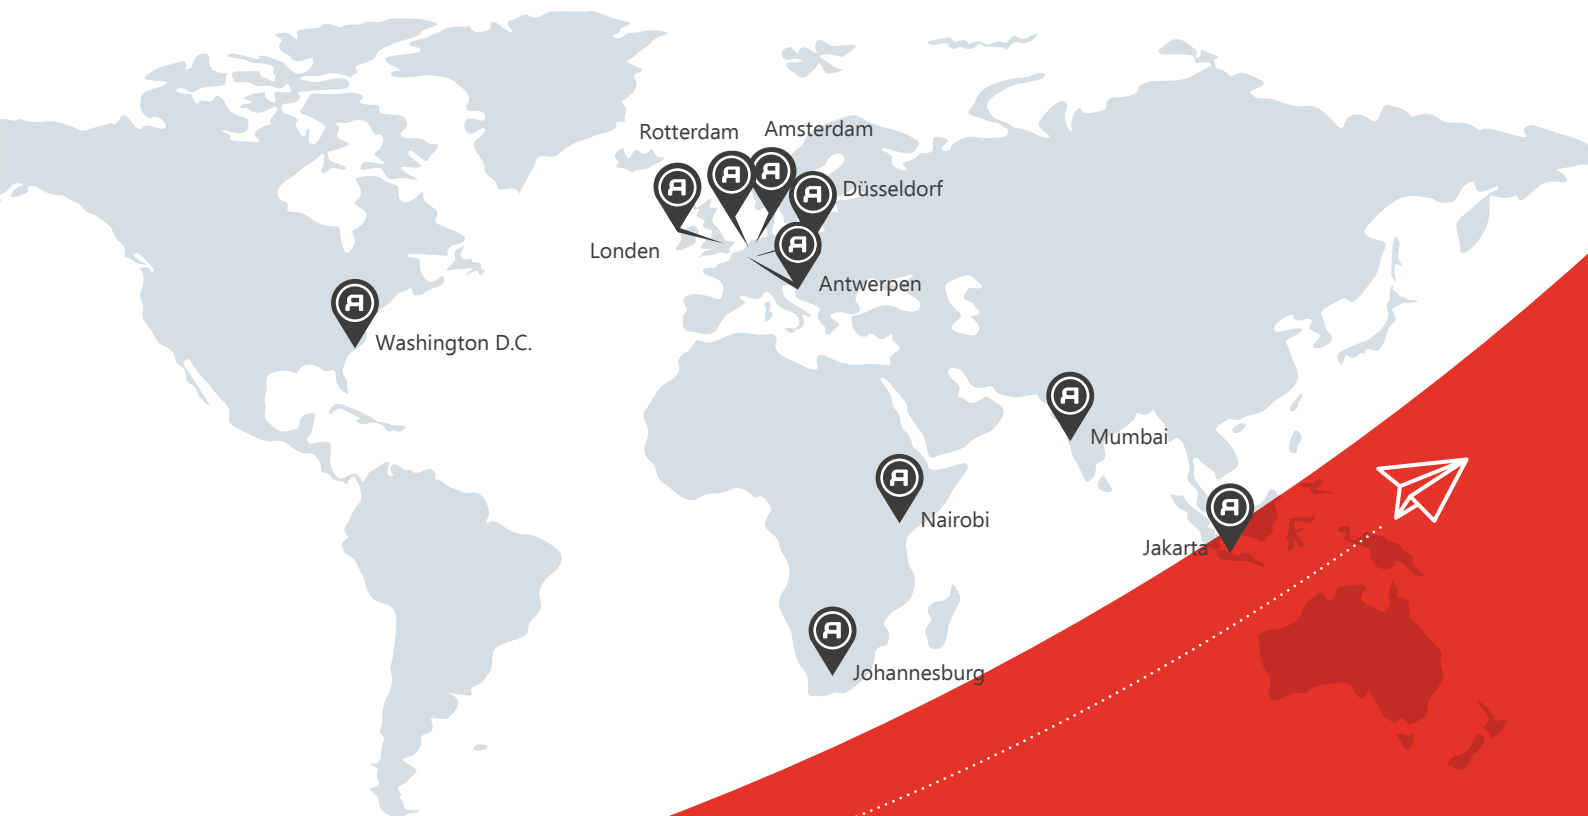 Rotterdam
Amsterdam
Düsseldorf
Londen
Antwerpen
Washington D.C.
Mumbai
Nairobi
Jakarta
Johannesburg